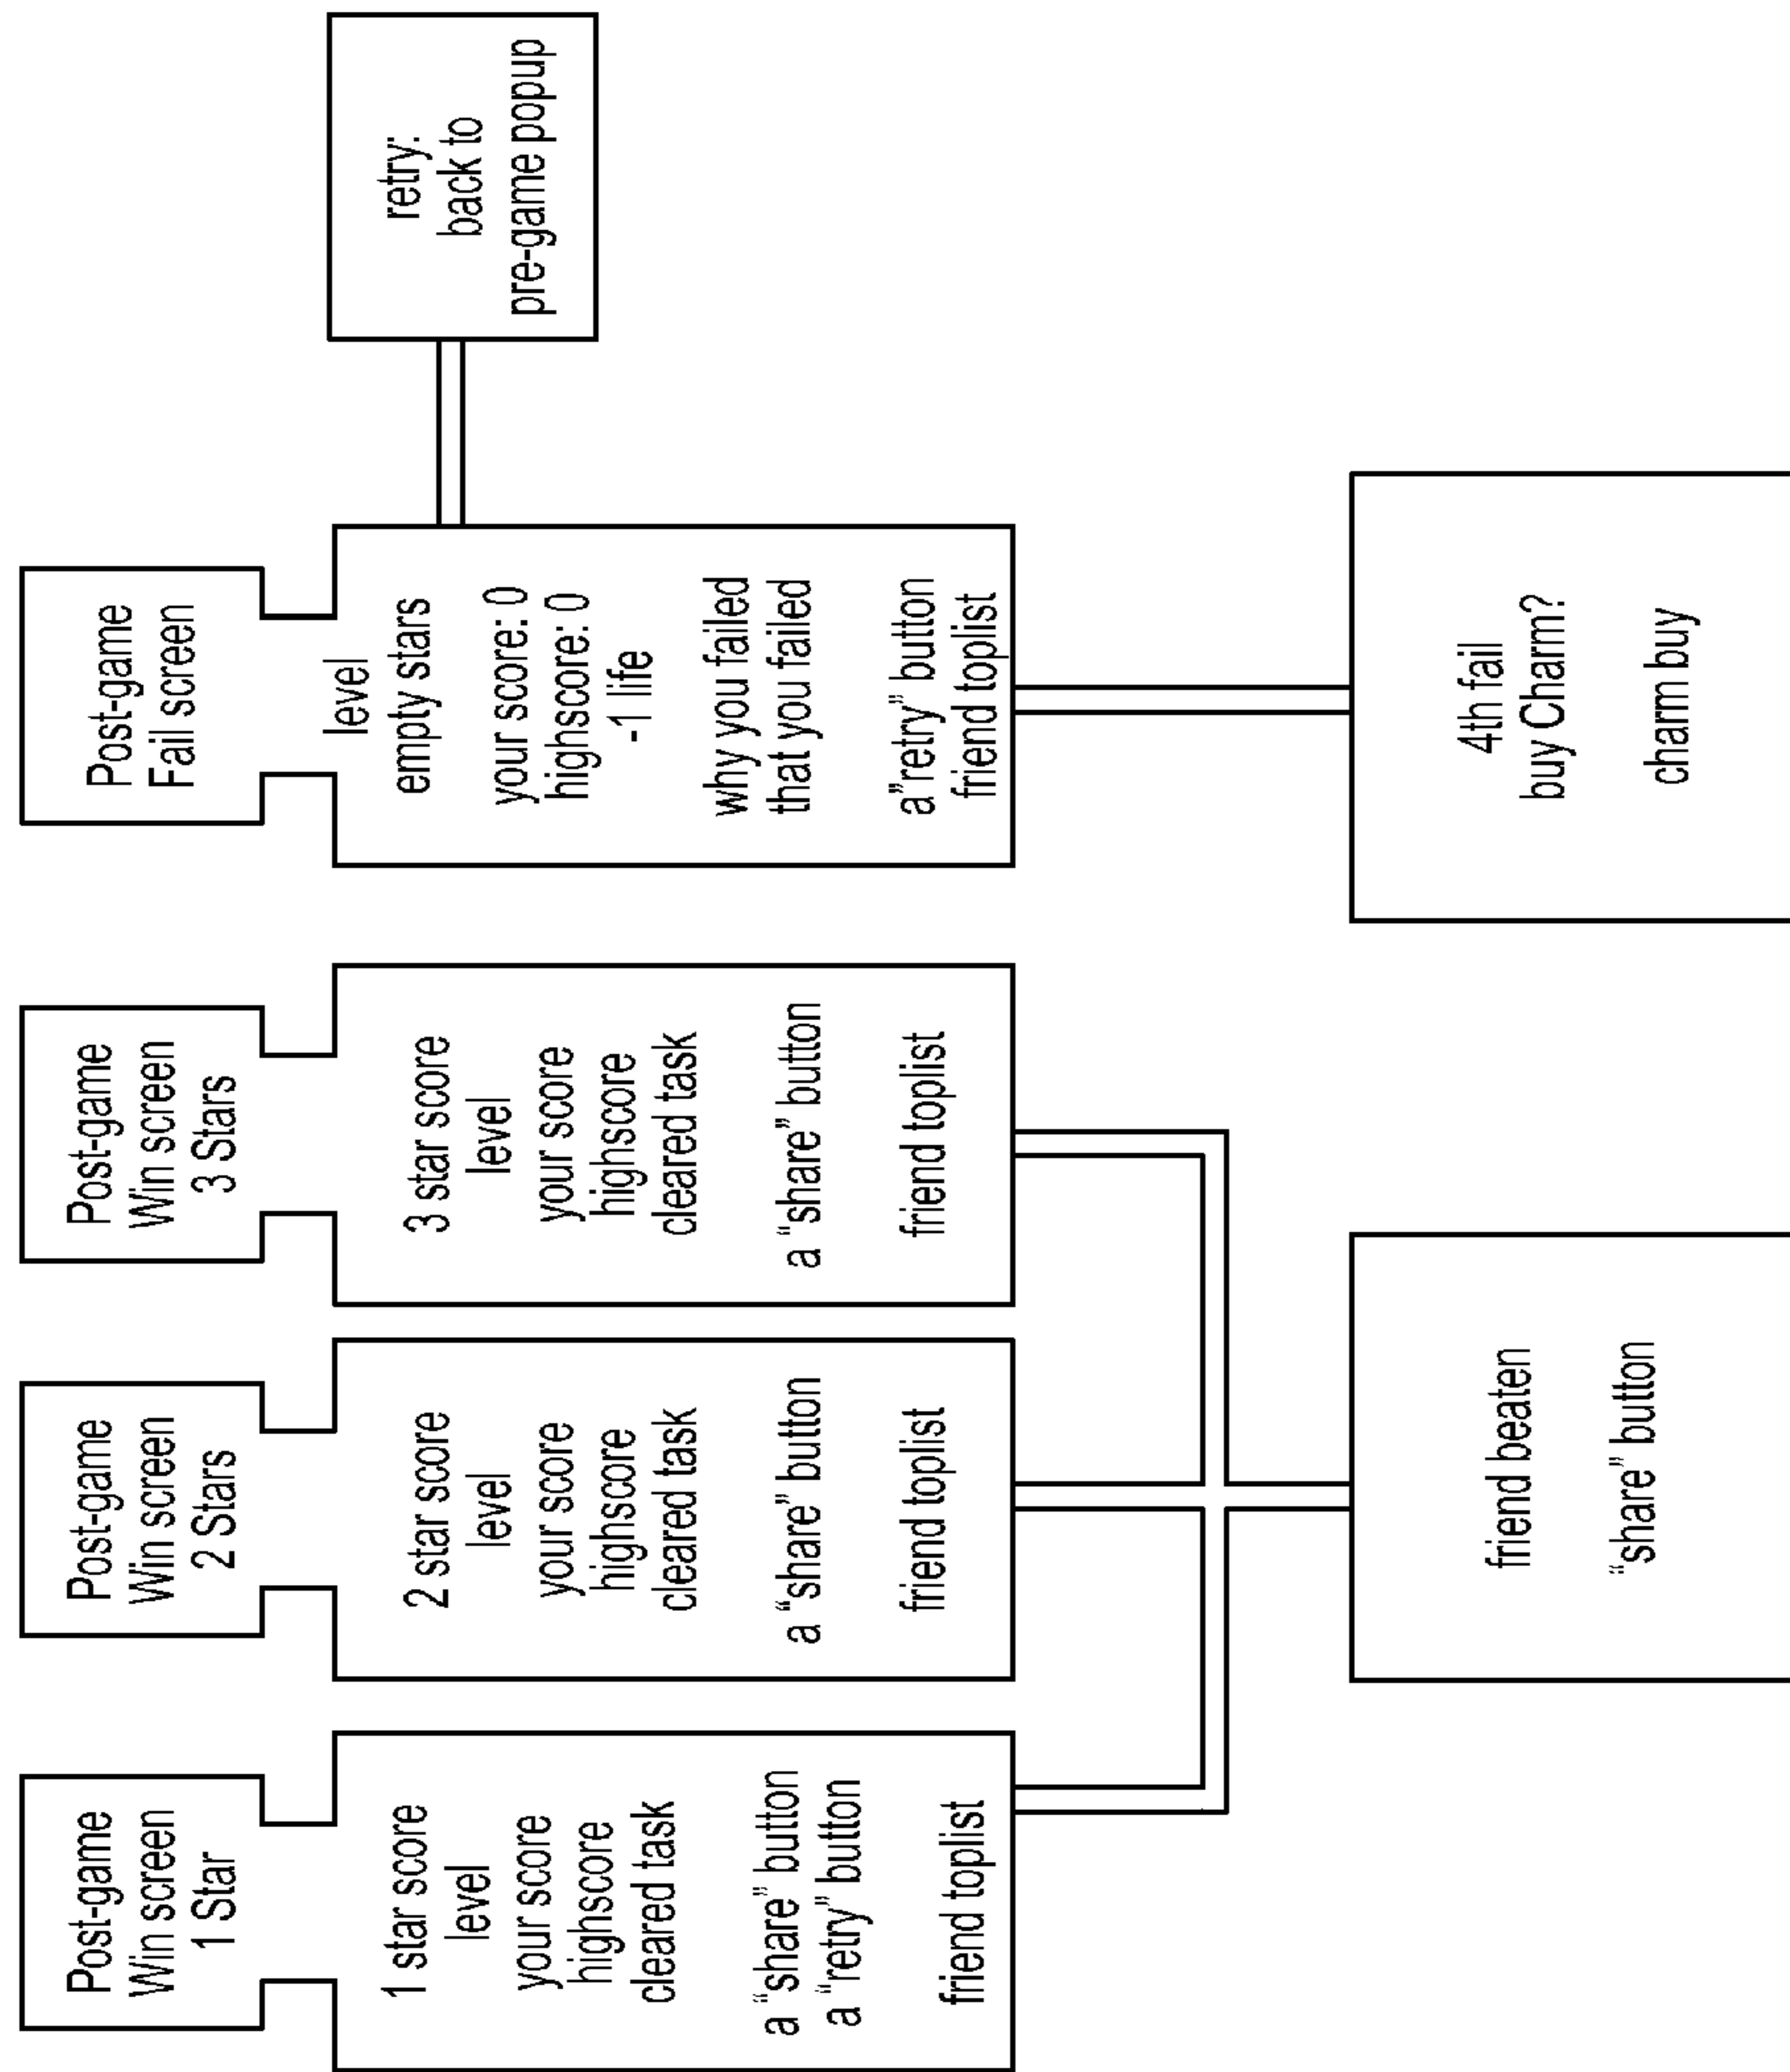 Post-game
Win screen
1 Star
1 star score
level
your score
highscore
cleared task
a “share” button
a “retry” button
friend toplist
Post-game
Win screen
2 Stars
2 star score
level
your score
highscore
cleared task
a “share” button
friend toplist
Post-game
Win screen
3 Stars
3 star score
level
your score
highscore
cleared task
a “share” button
friend toplist
Post-game
Fail screen
level
empty stars
your score: 0
highscore: 0
-1 life
why you failed
that you failed
a”retry” button
friend toplist
retry:
back to
pre-game popup
friend beaten
“share” button
4th fail
buy Charm?
charm buy